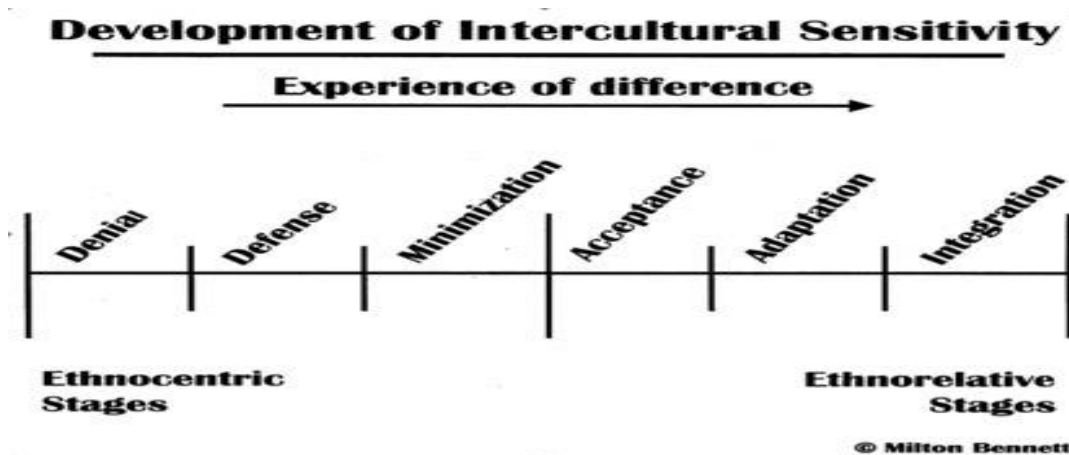 Development of Intercultural Sensitivity
Experience of difference
Denial
Defense
Minimization
Acceptance
Adaptation
Integration
Ethnocentric
Stages
Ethnorelative
Stages
© Milton Bennett